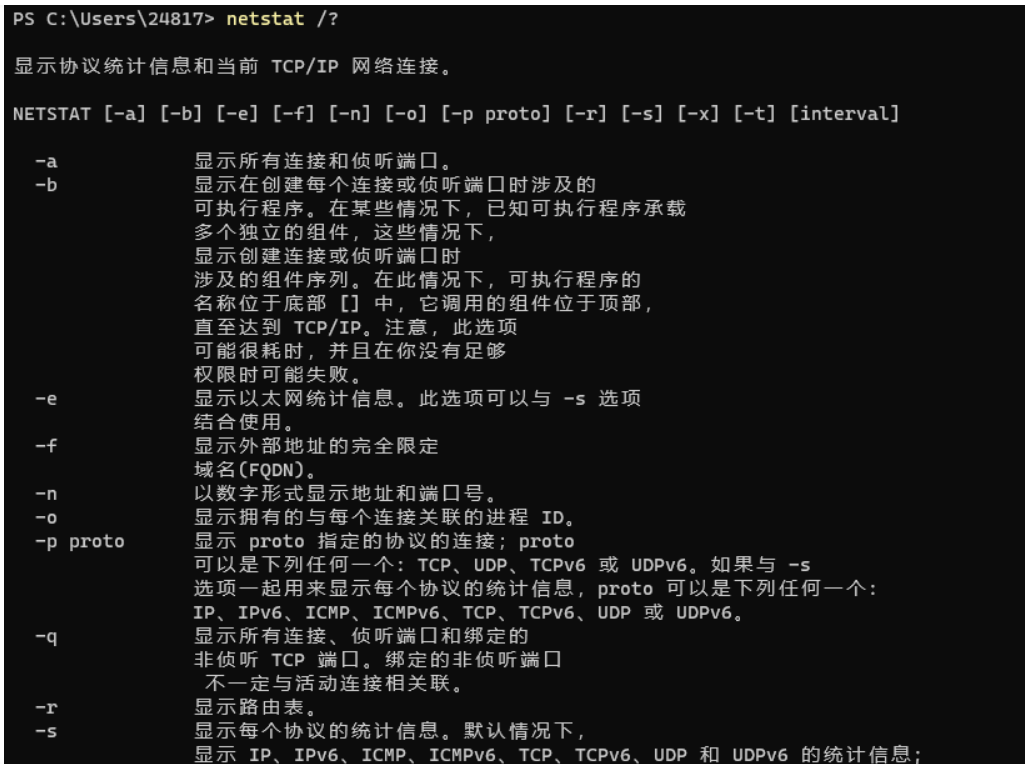 PS C:\Users\24817> netstat /?
显示协议统计信息和当前 TCP/IP 网络连接。
NETSTAT [-a] [-b] [-e] [-f] [-n] [-o] [-p proto] [-r] [-s] [-x] [-t] [interval]
-a 显示所有连接和侦听端口。
-b 显示在创建每个连接或侦听端口时涉及的
可执行程序。在某些情况下，已知可执行程序承载
多个独立的组件，这些情况下，
显示创建连接或侦听端口时
涉及的组件序列。在此情况下，可执行程序的
名称位于底部 [] 中，它调用的组件位于顶部，
直至达到 TCP/IP。注意，此选项
可能很耗时，并且在你没有足够
权限时可能失败。
-e 显示以太网统计信息。此选项可以与 -s 选项
结合使用。
-f 显示外部地址的完全限定
域名(FQDN)。
-n 以数字形式显示地址和端口号。
-o 显示拥有的与每个连接关联的进程 ID。
-p proto 显示 proto 指定的协议的连接; proto
可以是下列任何一个: TCP、UDP、TCPv6 或 UDPv6。如果与 -s
选项一起用来显示每个协议的统计信息，proto 可以是下列任何一个:
IP、IPv6、ICMP、ICMPv6、TCP、TCPv6、UDP 或 UDPv6。
-q 显示所有连接、侦听端口和绑定的
非侦听 TCP 端口。绑定的非侦听端口
不一定与活动连接相关联。
-r 显示路由表。
-s 显示每个协议的统计信息。默认情况下，
显示 IP、IPv6、ICMP、ICMPv6、TCP、TCPv6、UDP 和 UDPv6 的统计信息;